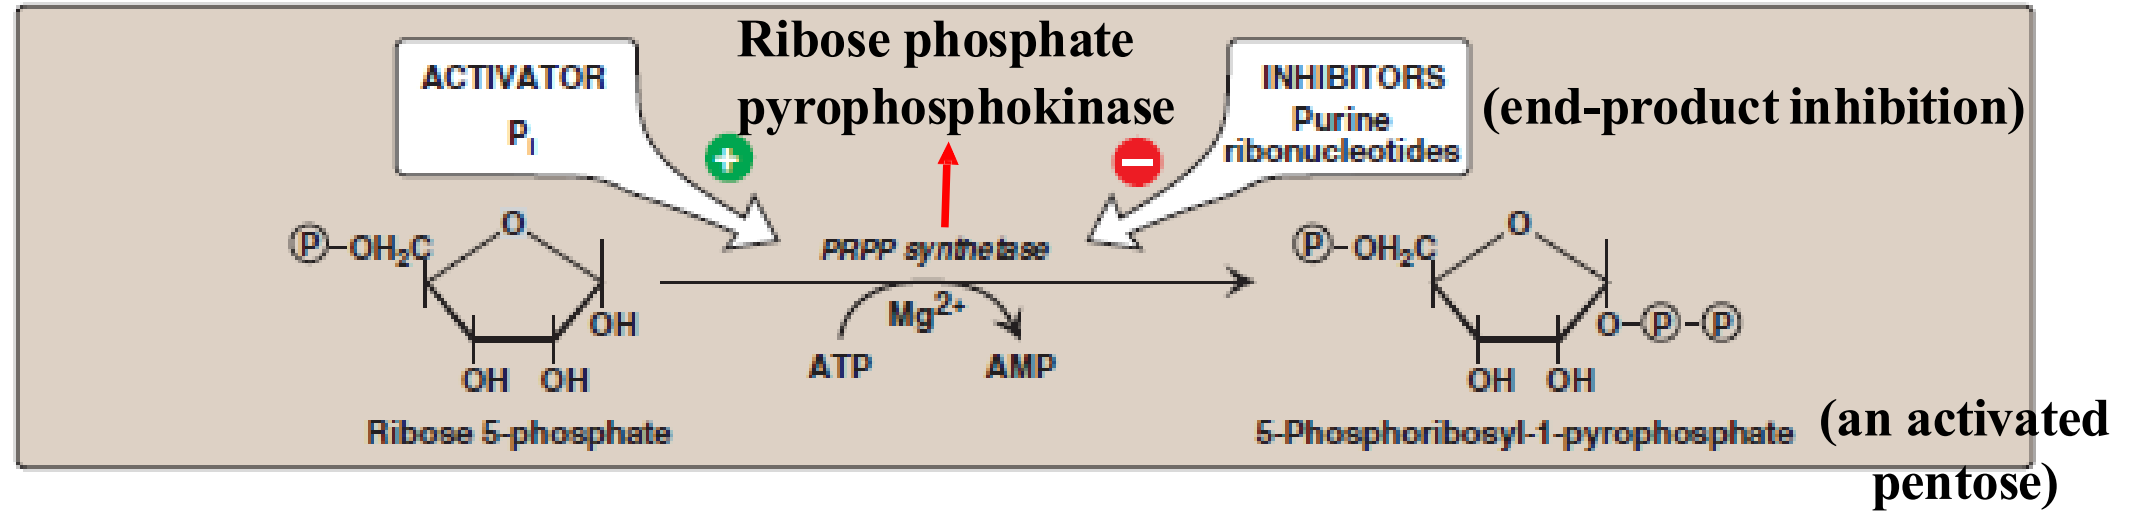 Ribose phosphate
pyrophosphokinase
ACTIVATOR
Pi
+
INHIBITORS
Purine
ribonucleotides
(end-product inhibition)
−
P–OH₂C
O
OH
OH OH
Ribose 5-phosphate
PRPP synthetase
Mg²⁺
ATP AMP
P–OH₂C
O
O–P–P
OH OH
5-Phosphoribosyl-1-pyrophosphate
(an activated
pentose)